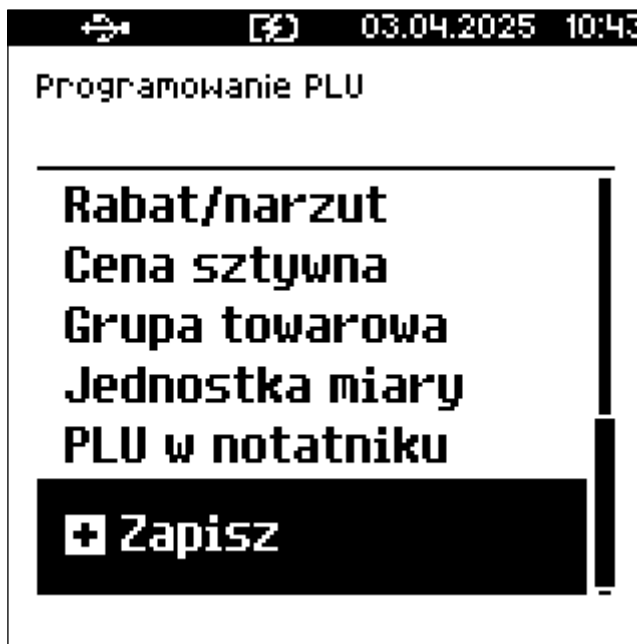 03.04.2025 10:43
Programowanie PLU
Rabat/narzut
Cena sztywna
Grupa towarowa
Jednostka miary
PLU w notatniku
+ Zapisz